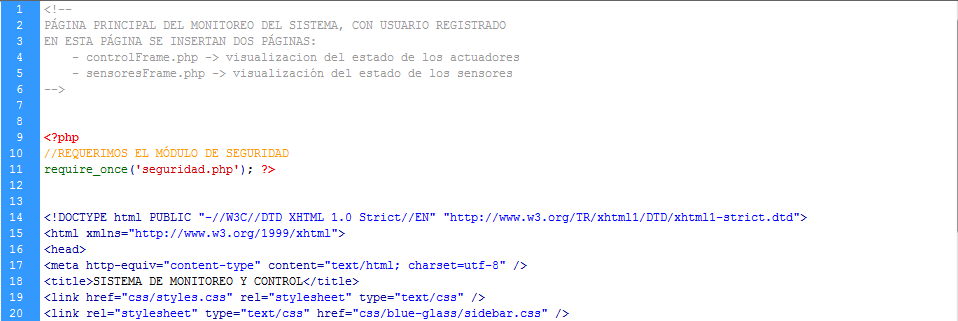 1 <!--
2 PÁGINA PRINCIPAL DEL MONITOREO DEL SISTEMA, CON USUARIO REGISTRADO
3 EN ESTA PÁGINA SE INSERTAN DOS PÁGINAS:
4 - controlFrame.php -> visualizacion del estado de los actuadores
5 - sensoresFrame.php -> visualización del estado de los sensores
6 -->
7
8
9 <?php
10 //REQUERIMOS EL MÓDULO DE SEGURIDAD
11 require_once('seguridad.php'); ?>
12
13
14 <!DOCTYPE html PUBLIC "-//W3C//DTD XHTML 1.0 Strict//EN" "http://www.w3.org/TR/xhtml1/DTD/xhtml1-strict.dtd">
15 <html xmlns="http://www.w3.org/1999/xhtml">
16 <head>
17 <meta http-equiv="content-type" content="text/html; charset=utf-8" />
18 <title>SISTEMA DE MONITOREO Y CONTROL</title>
19 <link href="css/styles.css" rel="stylesheet" type="text/css" />
20 <link rel="stylesheet" type="text/css" href="css/blue-glass/sidebar.css" />